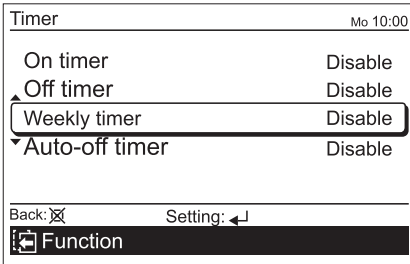 Timer Mo 10:00
On timer Disable
Off timer Disable
Weekly timer Disable
Auto-off timer Disable
Back: Setting:
Function